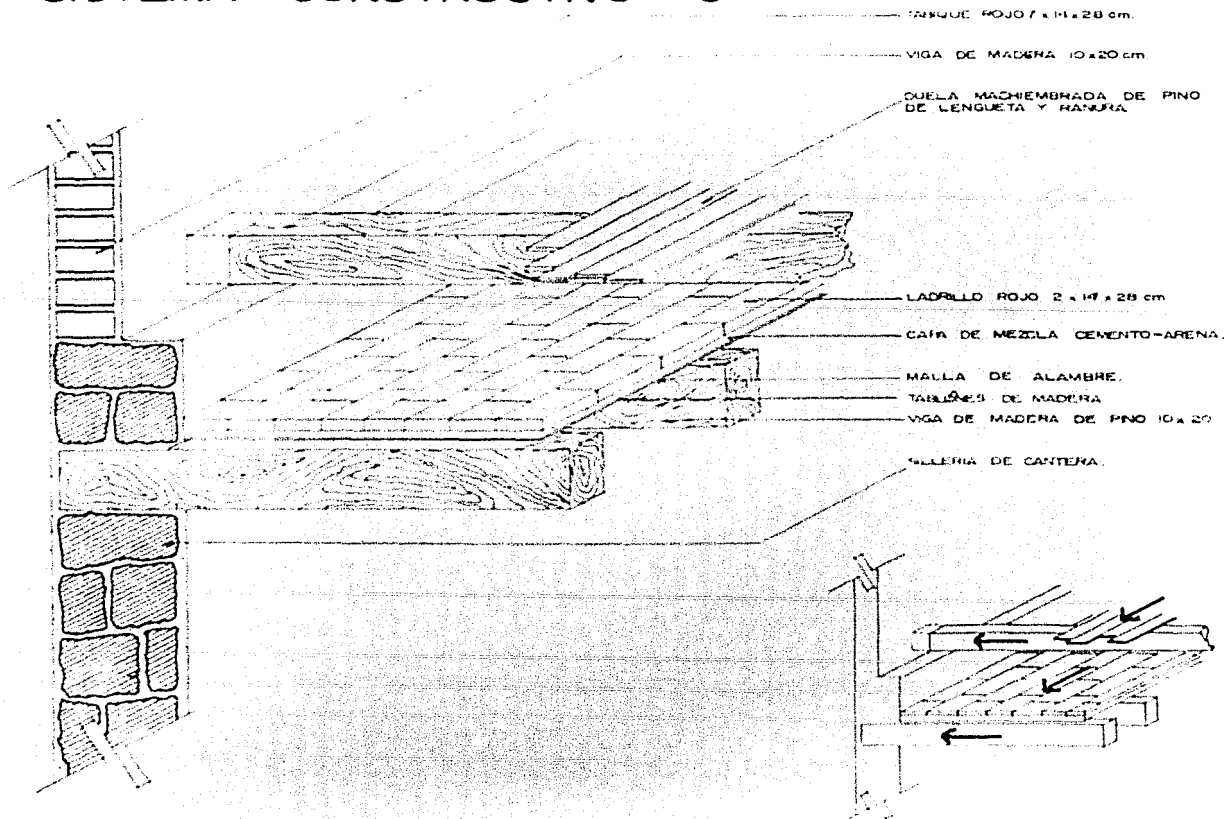 SISTEMA CONSTRUCTIVO
TABIQUE ROJO 7 x 14 x 28 cm.
VIGA DE MADERA 10 x 20 cm.
DUELA MACHIEMBRADA DE PINO
DE LENGUETA Y RANURA
LADRILLO ROJO 2 x 14 x 28 cm
CAPA DE MEZCLA CEMENTO-ARENA.
MALLA DE ALAMBRE.
TABLONES DE MADERA
VIGA DE MADERA DE PINO 10 x 20
SILLERIA DE CANTERA.